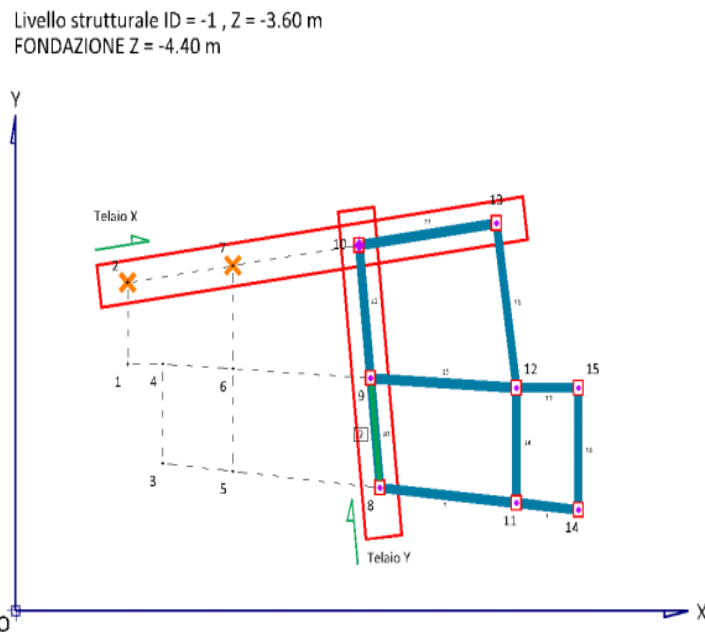 Livello strutturale ID = -1 , Z = -3.60 m
FONDAZIONE Z = -4.40 m
Y
Telaio X
13
10
7
2
12
15
1
4
6
9
3
5
8
11
14
Telaio Y
O
X